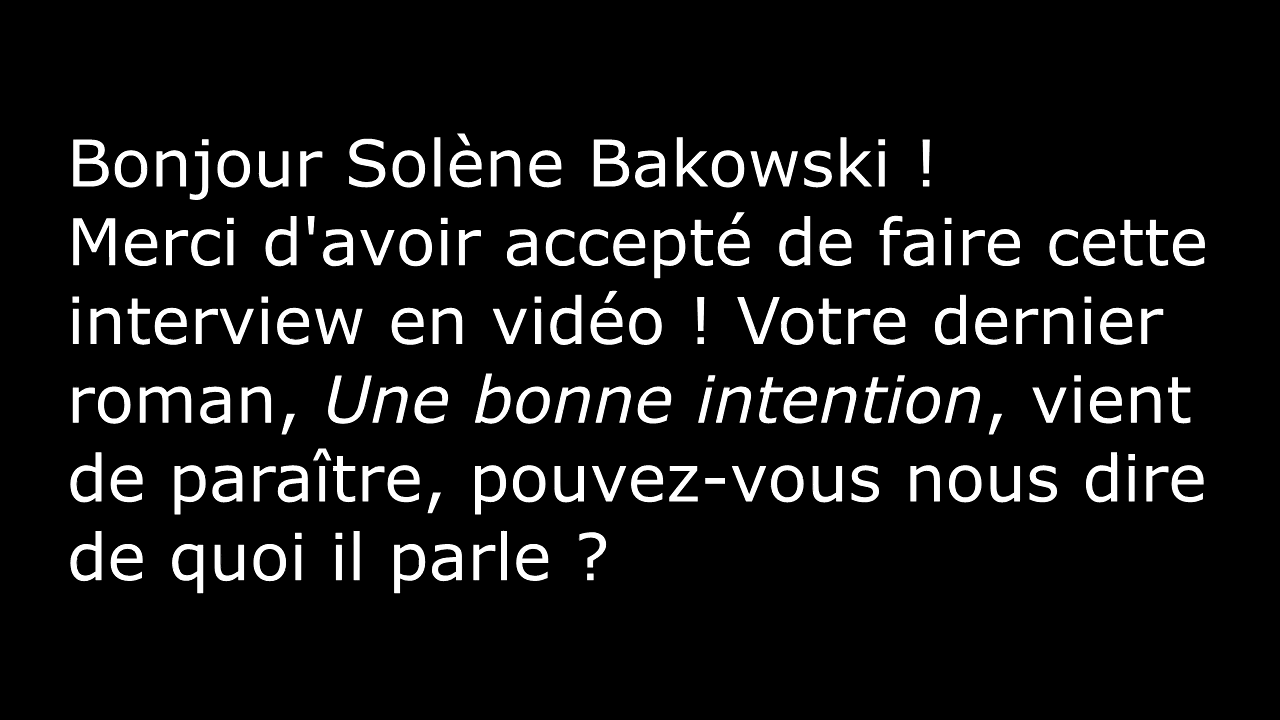 Bonjour Solène Bakowski !
Merci d'avoir accepté de faire cette
interview en vidéo ! Votre dernier
roman, Une bonne intention, vient
de paraître, pouvez-vous nous dire
de quoi il parle ?